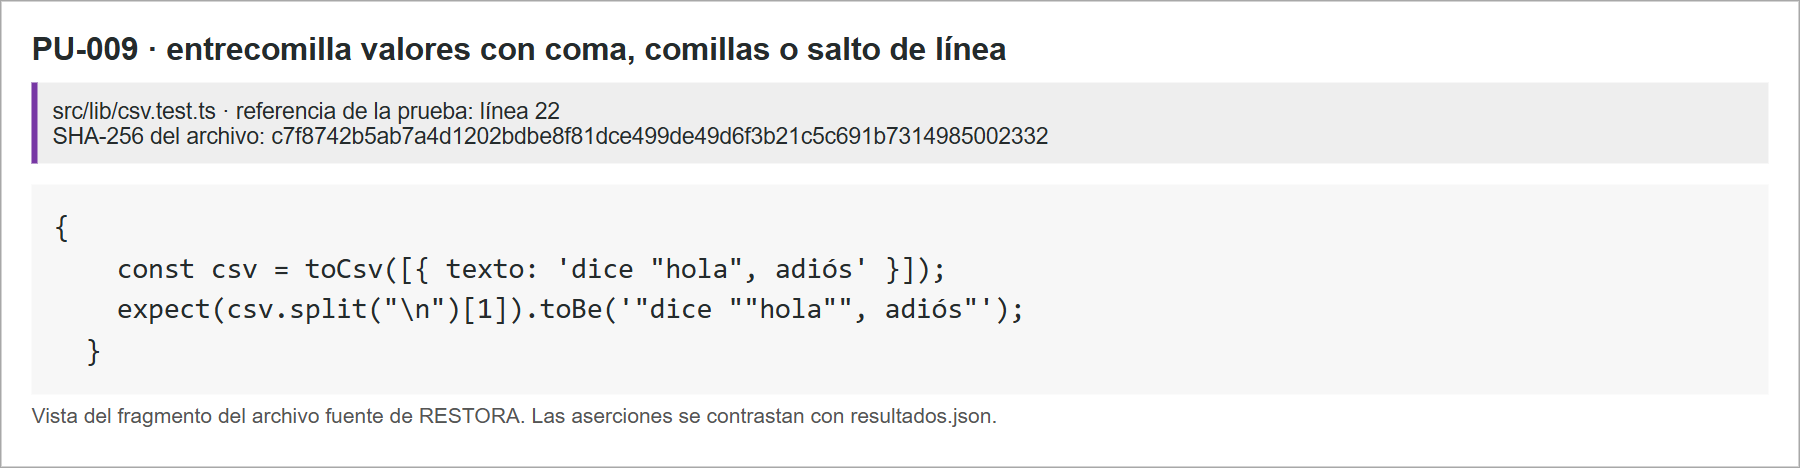 PU-009 · entrecomilla valores con coma, comillas o salto de línea
src/lib/csv.test.ts · referencia de la prueba: línea 22
SHA-256 del archivo: c7f8742b5ab7a4d1202bdbe8f81dce499de49d6f3b21c5c691b7314985002332
{
    const csv = toCsv([{ texto: 'dice "hola", adiós' }]);
    expect(csv.split("\n")[1]).toBe('"dice ""hola"", adiós"');
  }
Vista del fragmento del archivo fuente de RESTORA. Las aserciones se contrastan con resultados.json.